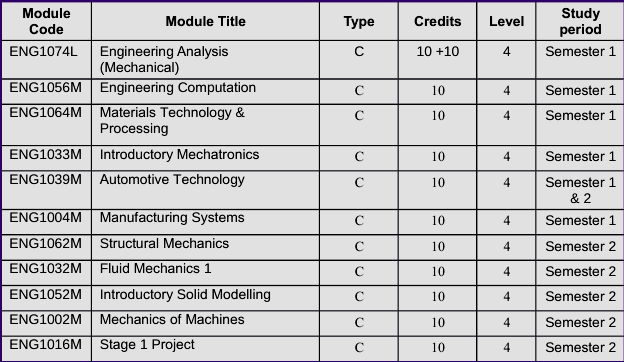 Module Code Module Title Type Credits Level Study period
ENG1074L Engineering Analysis (Mechanical) C 10 +10 4 Semester 1
ENG1056M Engineering Computation C 10 4 Semester 1
ENG1064M Materials Technology & Processing C 10 4 Semester 1
ENG1033M Introductory Mechatronics C 10 4 Semester 1
ENG1039M Automotive Technology C 10 4 Semester 1 & 2
ENG1004M Manufacturing Systems C 10 4 Semester 1
ENG1062M Structural Mechanics C 10 4 Semester 2
ENG1032M Fluid Mechanics 1 C 10 4 Semester 2
ENG1052M Introductory Solid Modelling C 10 4 Semester 2
ENG1002M Mechanics of Machines C 10 4 Semester 2
ENG1016M Stage 1 Project C 10 4 Semester 2